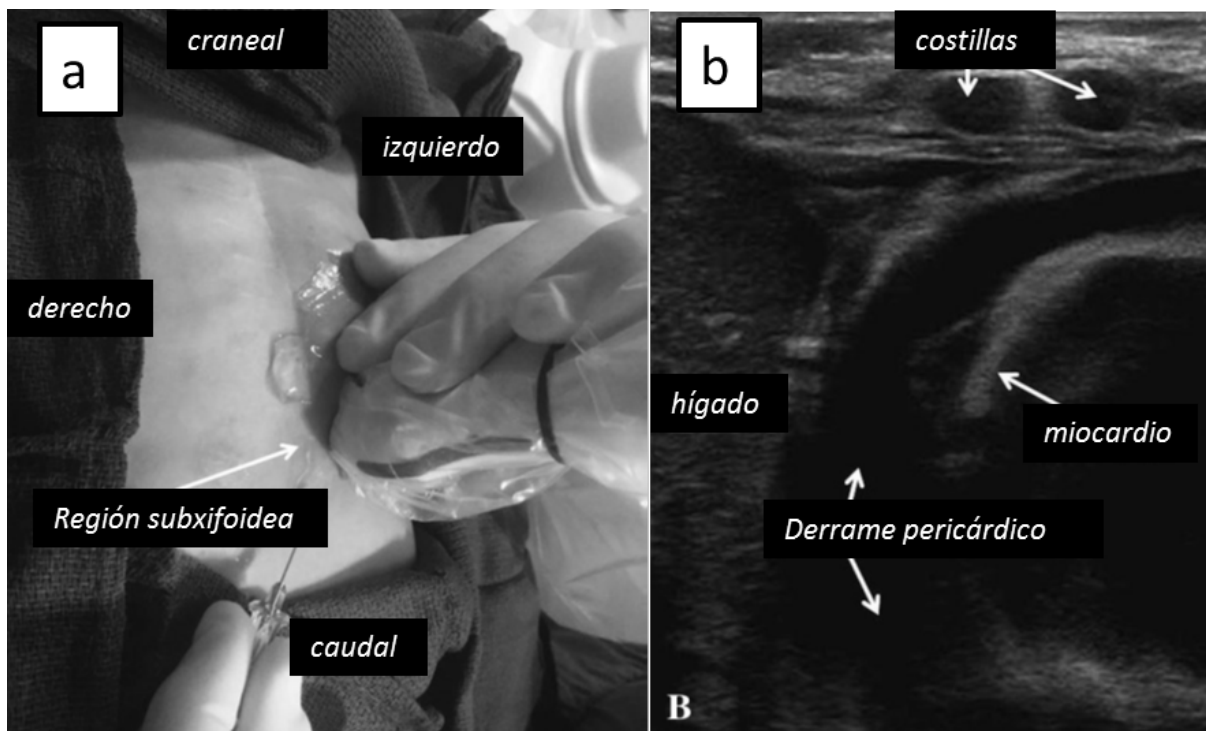 a
craneal
izquierdo
derecho
Región subxifoidea
caudal
b
costillas
hígado
miocardio
Derrame pericárdico
B